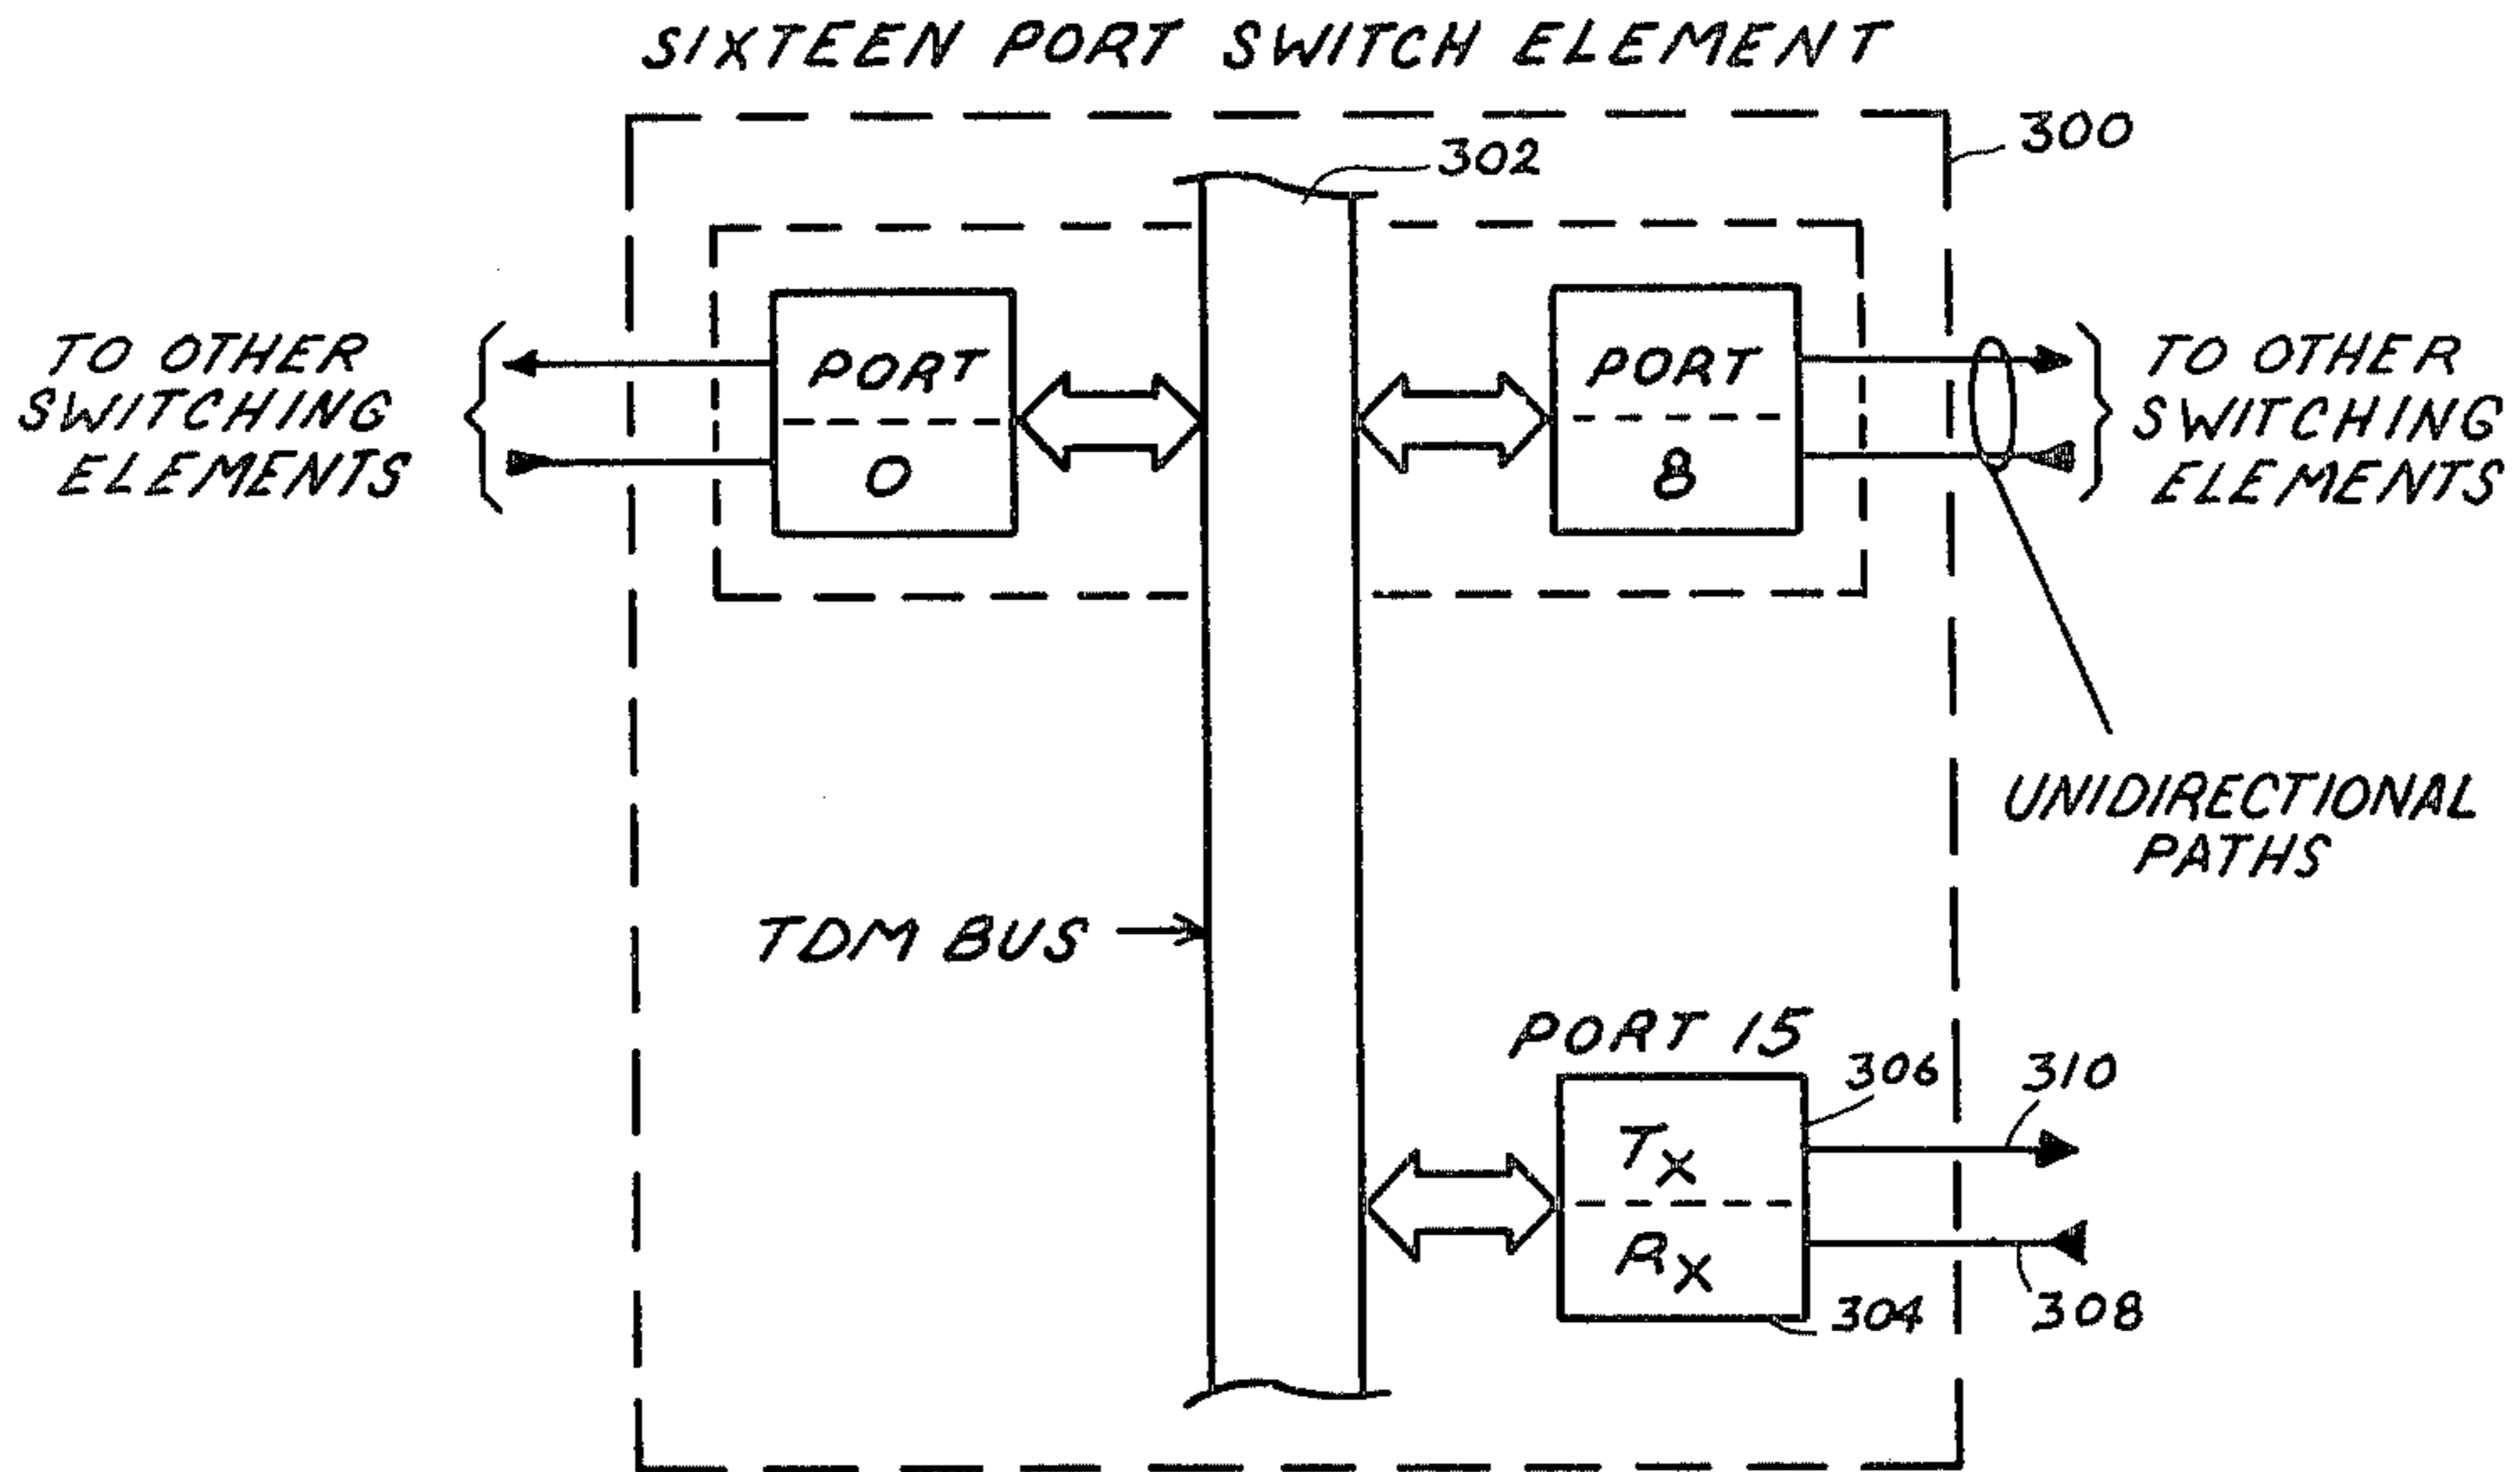 SIXTEEN PORT SWITCH ELEMENT
300
302
TO OTHER
SWITCHING
ELEMENTS
PORT
0
PORT
8
TO OTHER
SWITCHING
ELEMENTS
UNIDIRECTIONAL
PATHS
TDM BUS
PORT 15
306
310
Tx
Rx
304
308